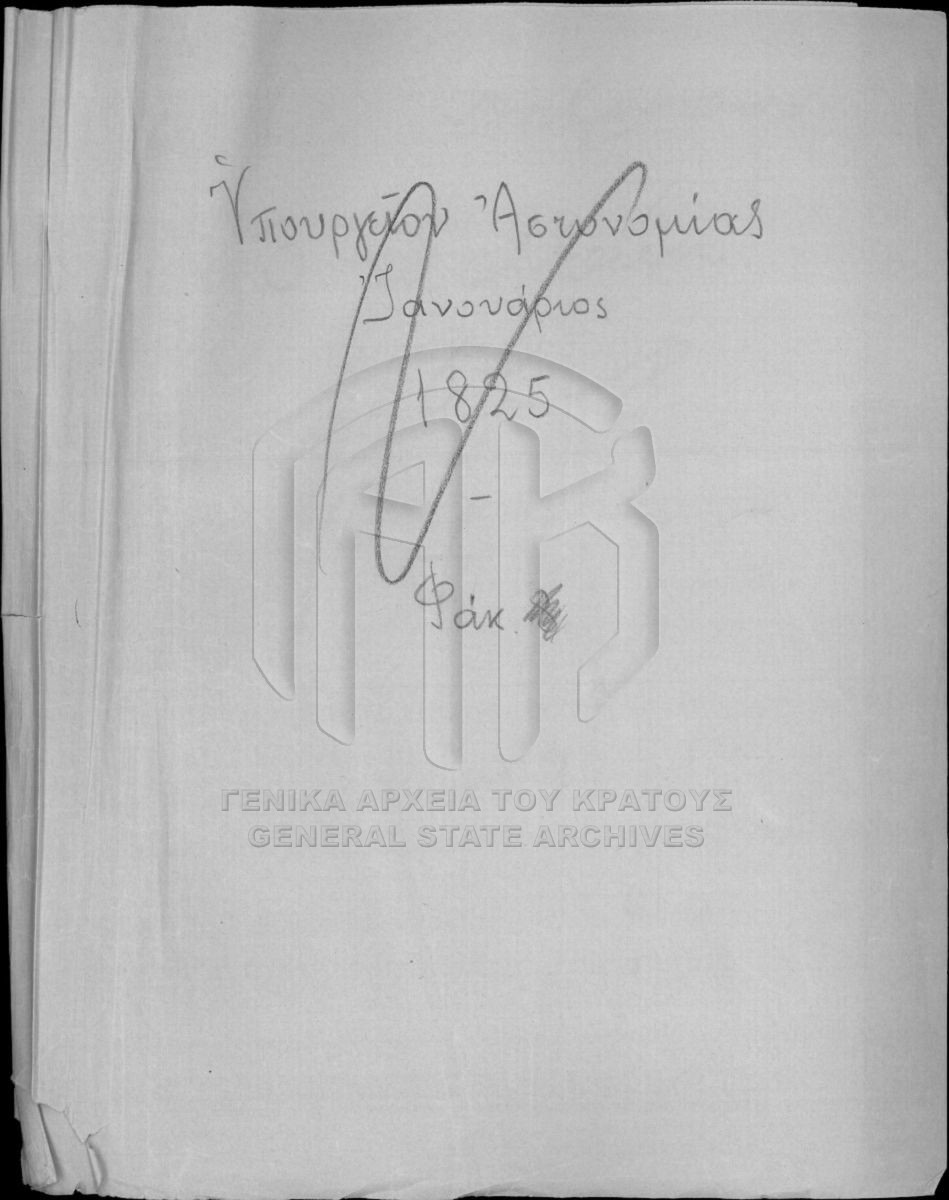 Ὑπουργεῖον Ἀστυνομίας
Ἰανουάριος
1825
-
Φάκ
ΓΕΝΙΚΑ ΑΡΧΕΙΑ ΤΟΥ ΚΡΑΤΟΥΣ
GENERAL STATE ARCHIVES